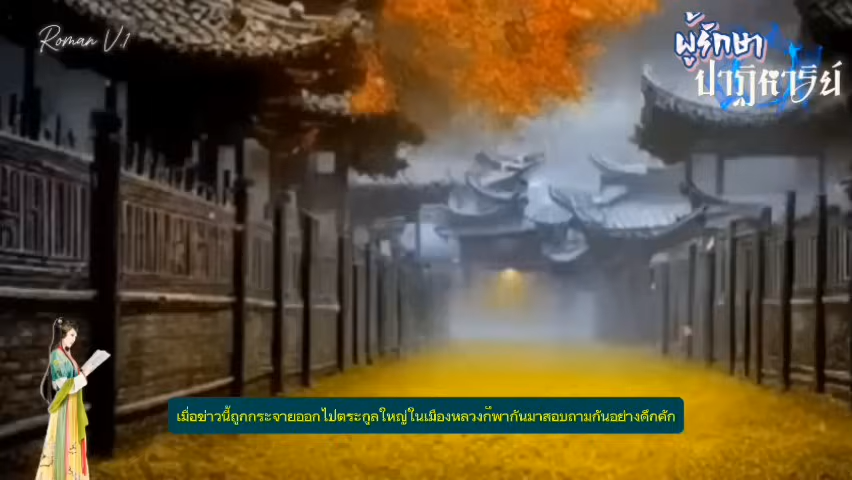 Roman V.1
ผู้รักษา
ปาฏิหาริย์
เมื่อข่าวนี้ถูกกระจายออกไปตระกูลใหญ่ในเมืองหลวงก็พากันมาสอบถามกันอย่างคึกคัก